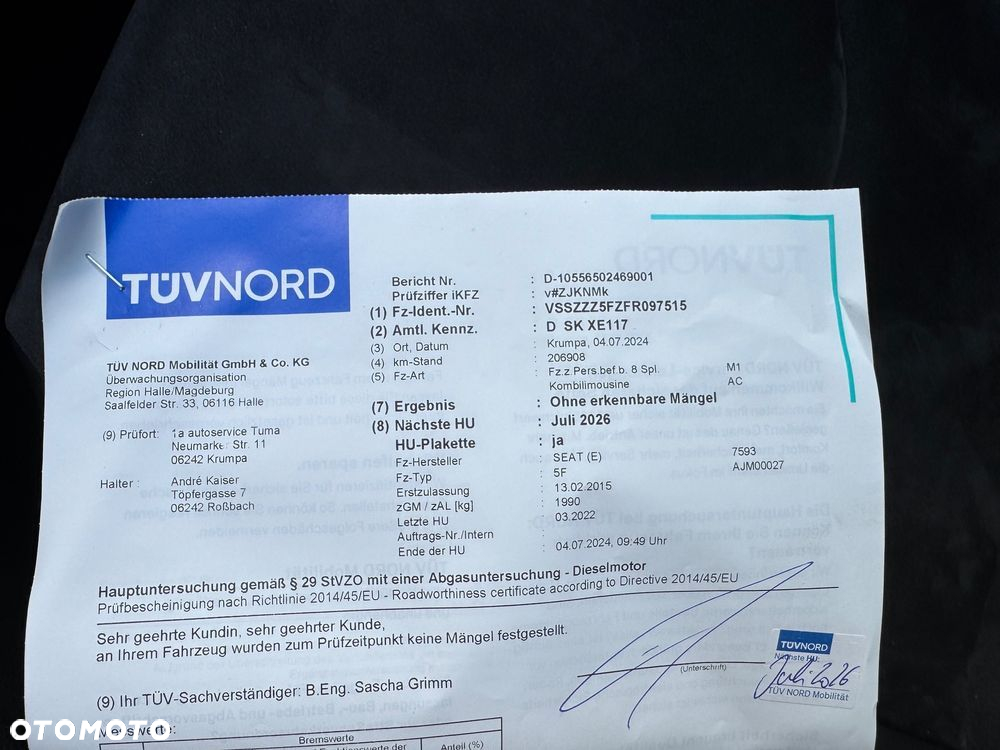 TÜVNORD
Bericht Nr. : D-10556502469001
Prüfziffer iKFZ : v#ZJKNMk
(1) Fz-Ident.-Nr. : VSSZZZ5FZFR097515
(2) Amtl. Kennz. : D SK XE117
(3) Ort, Datum : Krumpa, 04.07.2024
(4) km-Stand : 206908
(5) Fz-Art : Fz.z.Pers.bef.b. 8 Spl. M1
Kombilimousine AC
(7) Ergebnis : Ohne erkennbare Mängel
(8) Nächste HU : Juli 2026
HU-Plakette : ja
Fz-Hersteller : SEAT (E) 7593
Fz-Typ : 5F AJM00027
Erstzulassung : 13.02.2015
zGM / zAL [kg] : 1990
Letzte HU : 03.2022
Auftrags-Nr./Intern :
Ende der HU : 04.07.2024, 09:49 Uhr
TÜV NORD Mobilität GmbH & Co. KG
Überwachungsorganisation
Region Halle/Magdeburg
Saalfelder Str. 33, 06116 Halle
(9) Prüfort: 1a autoservice Tuma
Neumarker Str. 11
06242 Krumpa
Halter : André Kaiser
Töpfergasse 7
06242 Roßbach
Hauptuntersuchung gemäß § 29 StVZO mit einer Abgasuntersuchung - Dieselmotor
Prüfbescheinigung nach Richtlinie 2014/45/EU - Roadworthiness certificate according to Directive 2014/45/EU
Sehr geehrte Kundin, sehr geehrter Kunde,
an Ihrem Fahrzeug wurden zum Prüfzeitpunkt keine Mängel festgestellt.
(Unterschrift)
TÜVNORD
Nächste HU:
Juli 2026
TÜV NORD Mobilität
(9) Ihr TÜV-Sachverständiger: B.Eng. Sascha Grimm
Messwerte:
Bremswerte
der
Anteil (%)
OTOMOTO